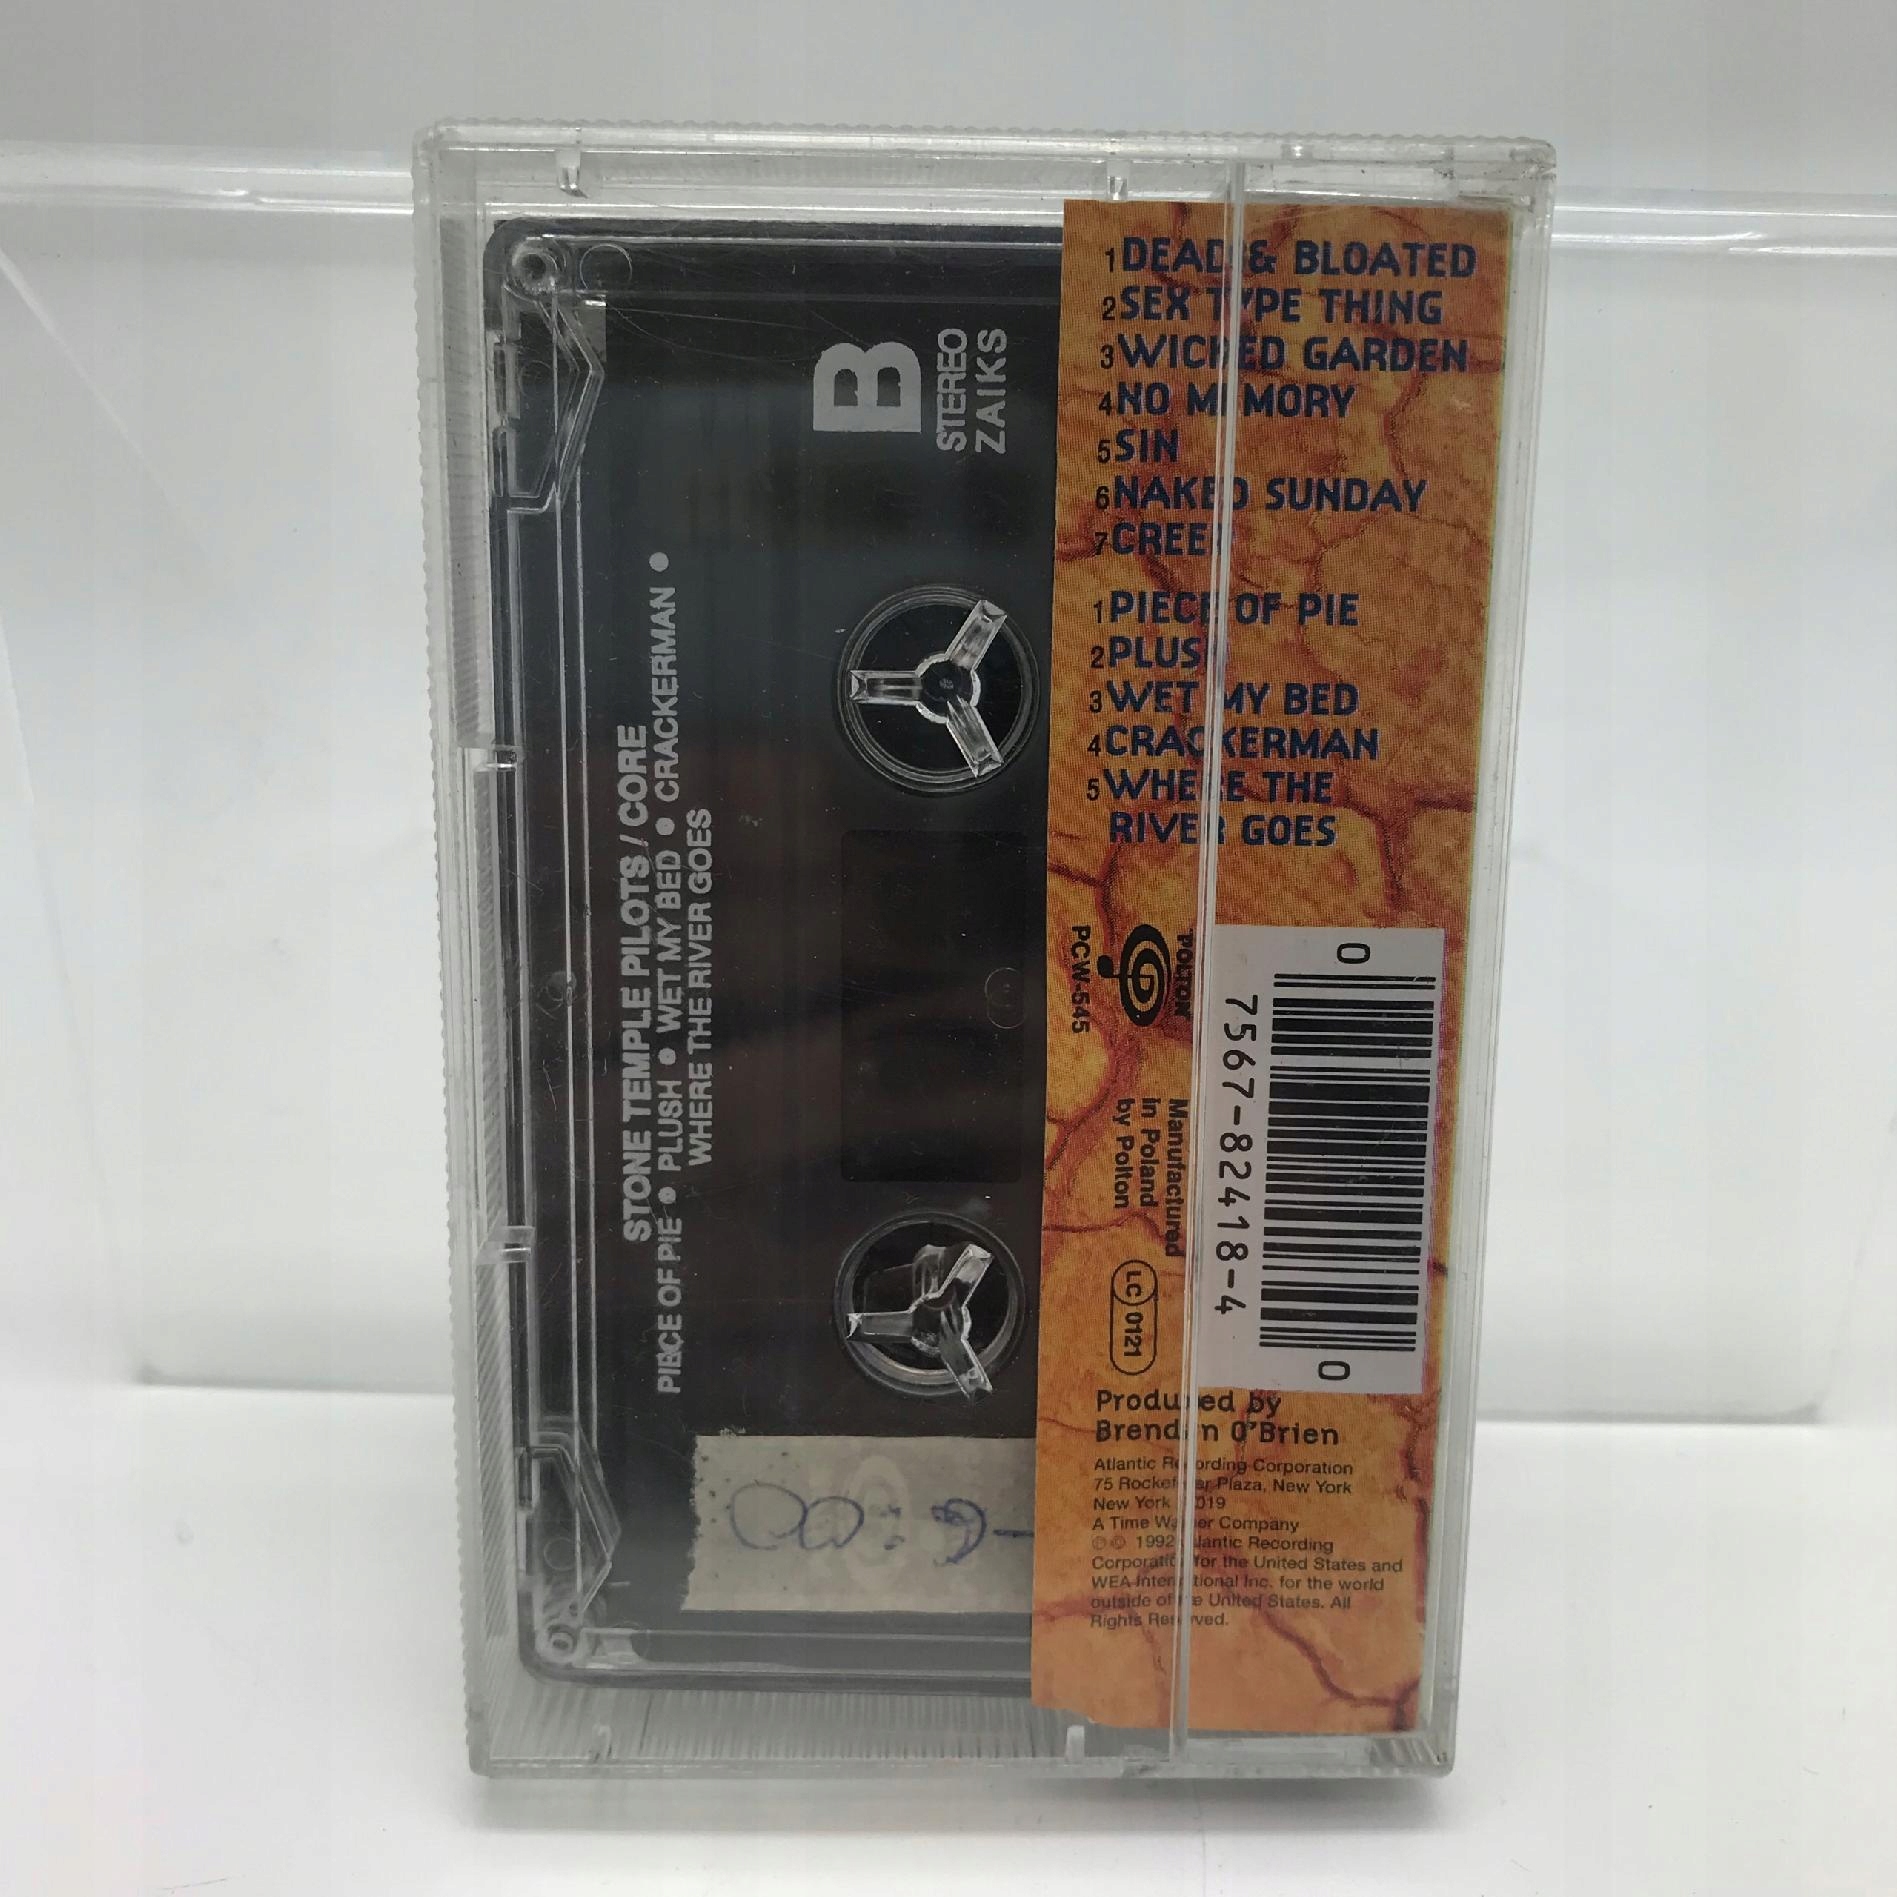 B
STEREO
ZAIKS
STONE TEMPLE PILOTS / CORE
PIECE OF PIE ● PLUSH ● WET MY BED ● CRACKERMAN ●
WHERE THE RIVER GOES
1 DEAD & BLOATED
2 SEX TYPE THING
3 WICKED GARDEN
4 NO MEMORY
5 SIN
6 NAKED SUNDAY
7 CREEP
1 PIECE OF PIE
2 PLUSH
3 WET MY BED
4 CRACKERMAN
5 WHERE THE
RIVER GOES
POLTON
PCW-545
Manufactured
in Poland
by Polton
LC 0121
0 7567-82418-4 0
Produced by
Brendan O'Brien
Atlantic Recording Corporation
75 Rockefeller Plaza, New York
New York 10019
A Time Warner Company
℗ © 1992 Atlantic Recording
Corporation for the United States and
WEA International Inc. for the world
outside of the United States. All
Rights Reserved.